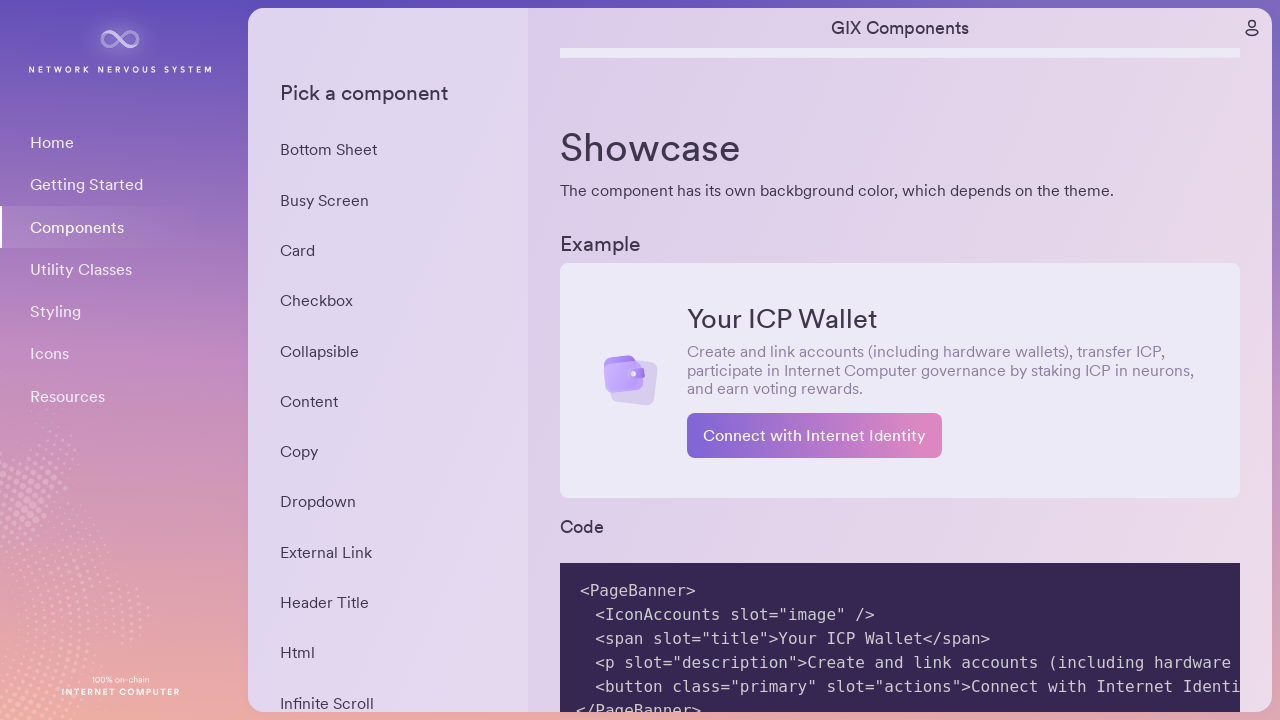 NETWORK NERVOUS SYSTEM
Home
Getting Started
Components
Utility Classes
Styling
Icons
Resources
100% on-chain
INTERNET COMPUTER
Pick a component
Bottom Sheet
Busy Screen
Card
Checkbox
Collapsible
Content
Copy
Dropdown
External Link
Header Title
Html
Infinite Scroll
GIX Components
Showcase
The component has its own backbground color, which depends on the theme.
Example
Your ICP Wallet
Create and link accounts (including hardware wallets), transfer ICP,
participate in Internet Computer governance by staking ICP in neurons,
and earn voting rewards.
Connect with Internet Identity
Code
<PageBanner>
<IconAccounts slot="image" />
<span slot="title">Your ICP Wallet</span>
<p slot="description">Create and link accounts (including hardware
<button class="primary" slot="actions">Connect with Internet Identi
</PageBanner>